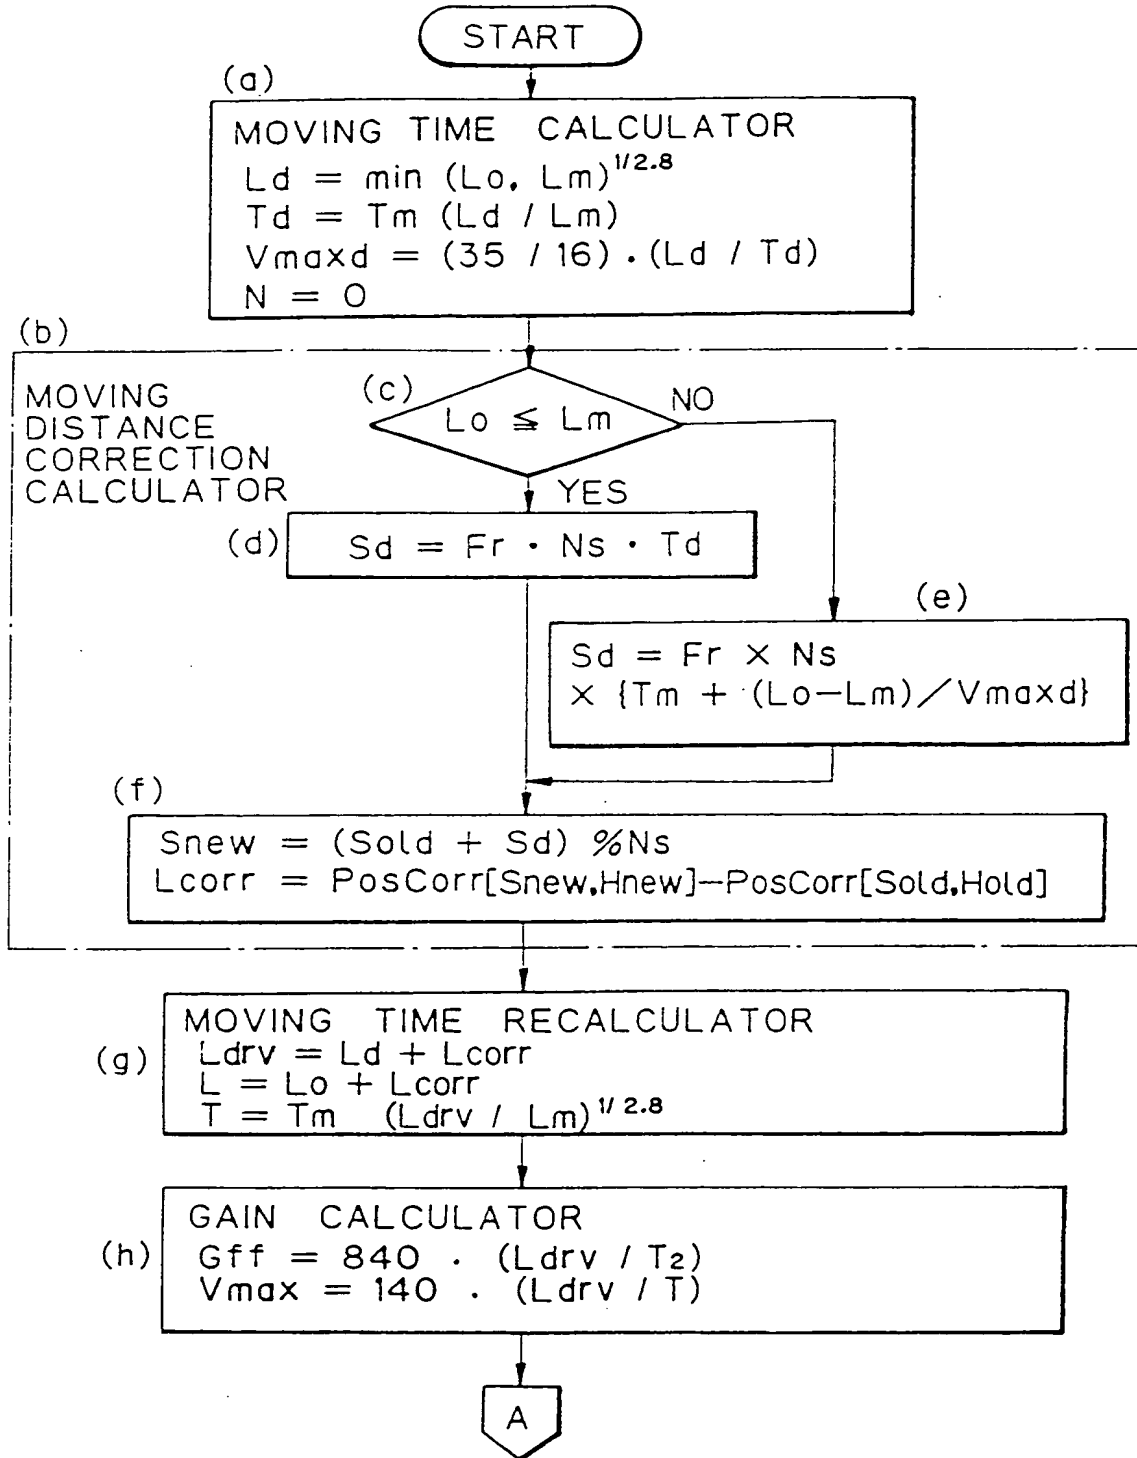 START
(a)
MOVING TIME CALCULATOR
Ld = min (Lo, Lm)^1/2.8
Td = Tm (Ld / Lm)
Vmaxd = (35 / 16) · (Ld / Td)
N = 0
(b)
MOVING
DISTANCE
CORRECTION
CALCULATOR
(c)
Lo ≦ Lm
NO
YES
(d)
Sd = Fr · Ns · Td
(e)
Sd = Fr × Ns
× {Tm + (Lo-Lm)/Vmaxd}
(f)
Snew = (Sold + Sd) %Ns
Lcorr = PosCorr[Snew,Hnew]-PosCorr[Sold,Hold]
(g)
MOVING TIME RECALCULATOR
Ldrv = Ld + Lcorr
L = Lo + Lcorr
T = Tm (Ldrv / Lm)^1/2.8
(h)
GAIN CALCULATOR
Gff = 840 · (Ldrv / T2)
Vmax = 140 · (Ldrv / T)
A